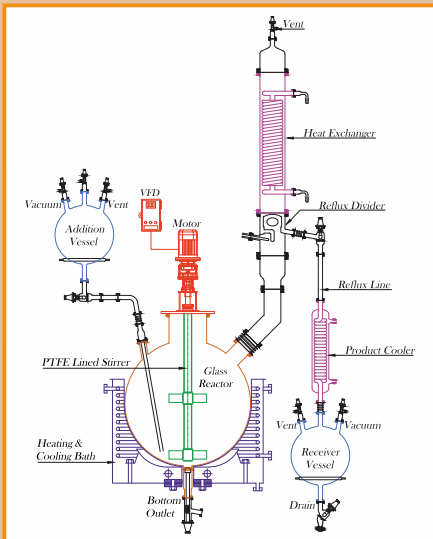 Vent
Heat Exchanger
VFD
Vacuum
Vent
Reflux Divider
Motor
Addition
Vessel
Reflux Line
Product Cooler
PTFE Lined Stirrer
Glass
Reactor
Vent
Vacuum
Heating &
Cooling Bath
Receiver
Vessel
Bottom
Outlet
Drain